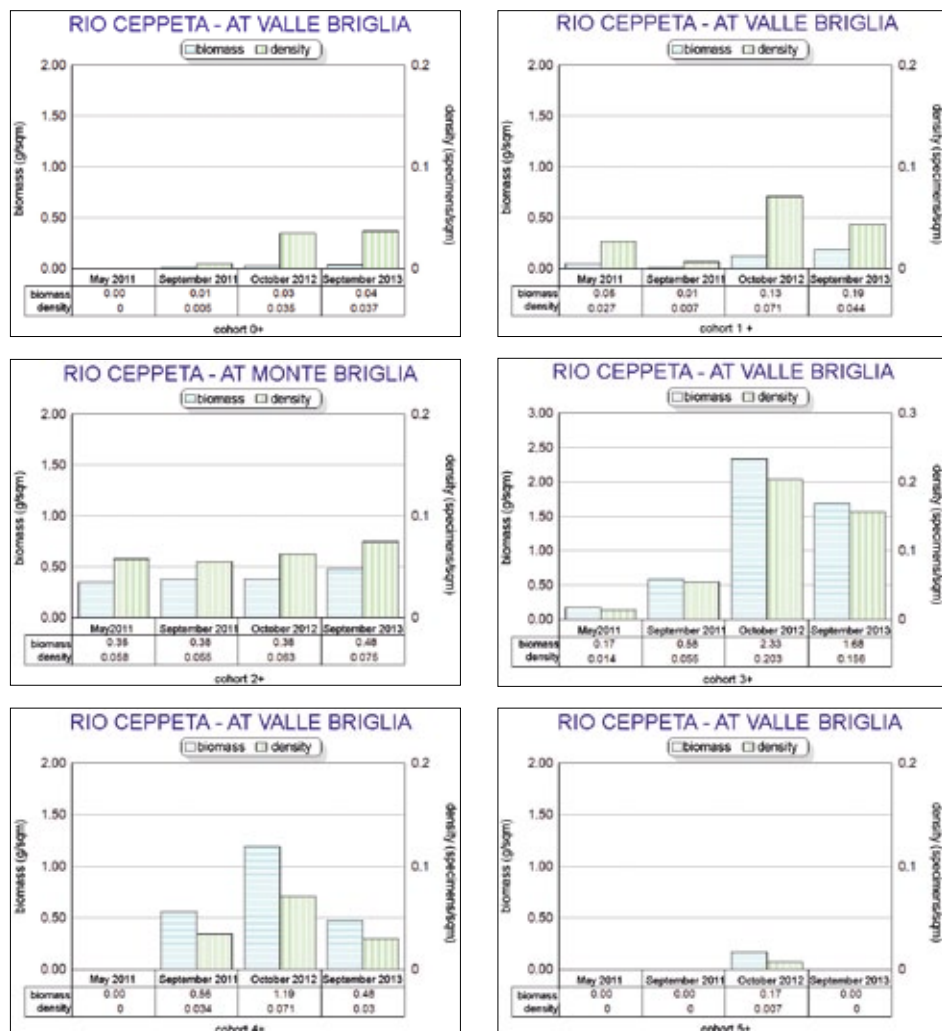 RIO CEPPETA - AT VALLE BRIGLIA
biomass density
2.00 0.2
1.50
1.00 0.1
0.50
0.00 0
biomass (g/sqm)
density (specimens/sqm)
May 2011 September 2011 October 2012 September 2013
biomass 0.00 0.01 0.03 0.04
density 0 0.005 0.035 0.037
cohort 0+
RIO CEPPETA - AT VALLE BRIGLIA
biomass density
2.00 0.2
1.50
1.00 0.1
0.50
0.00 0
biomass (g/sqm)
density (specimens/sqm)
May 2011 September 2011 October 2012 September 2013
biomass 0.05 0.01 0.13 0.19
density 0.027 0.007 0.071 0.044
cohort 1 +
RIO CEPPETA - AT MONTE BRIGLIA
biomass density
2.00 0.2
1.50
1.00 0.1
0.50
0.00 0
biomass (g/sqm)
density (specimens/sqm)
May2011 September 2011 October 2012 September 2013
biomass 0.35 0.38 0.38 0.48
density 0.058 0.055 0.063 0.075
cohort 2+
RIO CEPPETA - AT VALLE BRIGLIA
biomass density
3.00 0.3
2.50
2.00 0.2
1.50
1.00 0.1
0.50
0.00 0
biomass (g/sqm)
density (specimens/sqm)
May2011 September 2011 October 2012 September 2013
biomass 0.17 0.58 2.33 1.68
density 0.014 0.055 0.203 0.156
cohort 3+
RIO CEPPETA - AT VALLE BRIGLIA
biomass density
2.00 0.2
1.50
1.00 0.1
0.50
0.00 0
biomass (g/sqm)
density (specimens/sqm)
May 2011 September 2011 October 2012 September 2013
biomass 0.00 0.56 1.19 0.48
density 0 0.034 0.071 0.03
cohort 4+
RIO CEPPETA - AT VALLE BRIGLIA
biomass density
2.00 0.2
1.50
1.00 0.1
0.50
0.00 0
biomass (g/sqm)
density (specimens/sqm)
May 2011 September 2011 October 2012 September 2013
biomass 0.00 0.00 0.17 0.00
density 0 0 0.007 0
cohort 5+